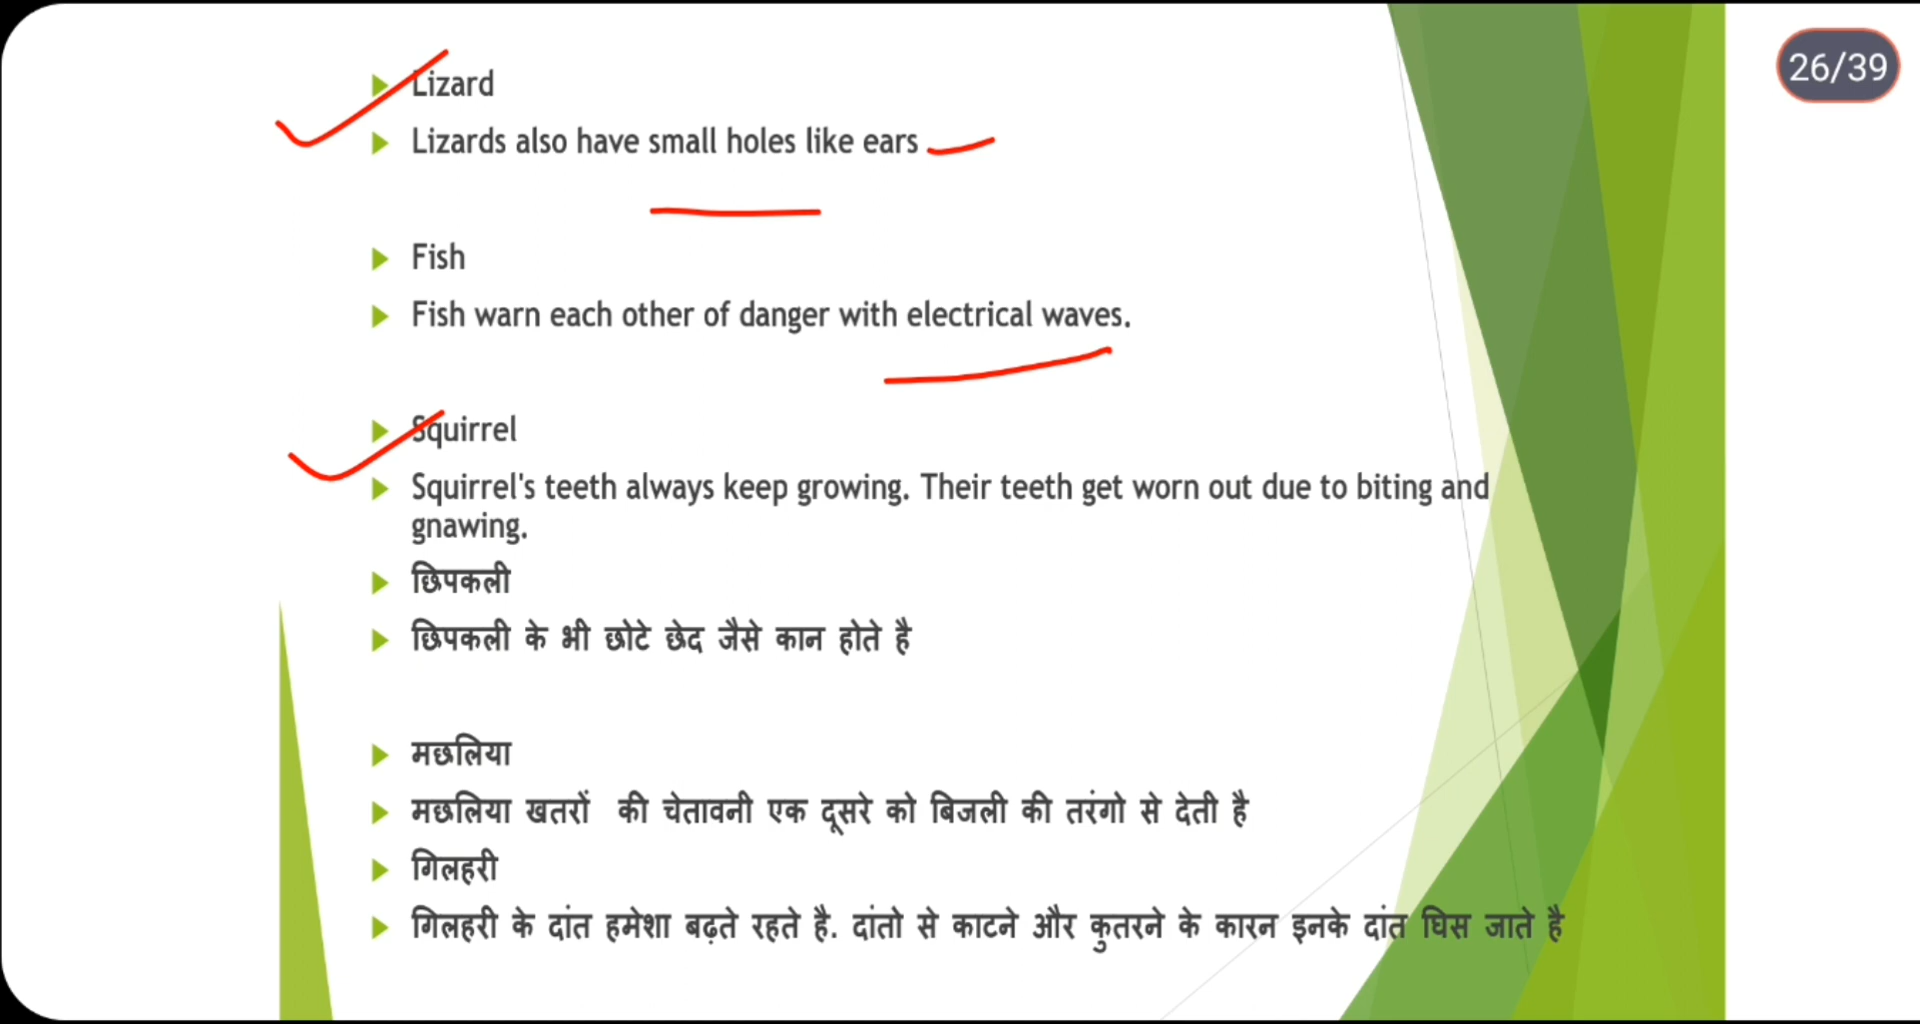 26/39
Lizard
Lizards also have small holes like ears
Fish
Fish warn each other of danger with electrical waves.
Squirrel
Squirrel's teeth always keep growing. Their teeth get worn out due to biting and
gnawing.
छिपकली
छिपकली के भी छोटे छेद जैसे कान होते है
मछलिया
मछलिया खतरों की चेतावनी एक दूसरे को बिजली की तरंगो से देती है
गिलहरी
गिलहरी के दांत हमेशा बढ़ते रहते है. दांतो से काटने और कुतरने के कारन इनके दांत घिस जाते है